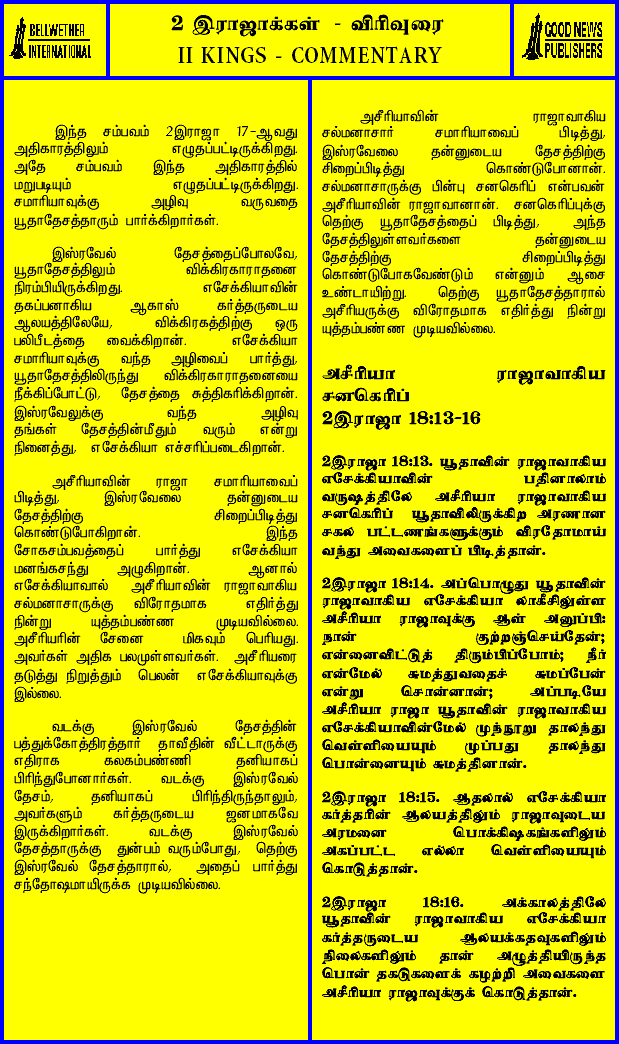 BELLWETHER
INTERNATIONAL
2 இராஜாக்கள் - விரிவுரை
II KINGS - COMMENTARY
GOOD NEWS
PUBLISHERS
இந்த சம்பவம் 2இராஜா 17-ஆவது
அதிகாரத்திலும் எழுதப்பட்டிருக்கிறது.
அதே சம்பவம் இந்த அதிகாரத்தில்
மறுபடியும் எழுதப்பட்டிருக்கிறது.
சமாரியாவுக்கு அழிவு வருவதை
யூதாதேசத்தாரும் பார்க்கிறார்கள்.
இஸ்ரவேல் தேசத்தைப்போலவே,
யூதாதேசத்திலும் விக்கிரகாராதனை
நிரம்பியிருக்கிறது. எசேக்கியாவின்
தகப்பனாகிய ஆகாஸ் கர்த்தருடைய
ஆலயத்திலேயே, விக்கிரகத்திற்கு ஒரு
பலிபீடத்தை வைக்கிறான். எசேக்கியா
சமாரியாவுக்கு வந்த அழிவைப் பார்த்து,
யூதாதேசத்திலிருந்து விக்கிரகாராதனையை
நீக்கிப்போட்டு, தேசத்தை சுத்திகரிக்கிறான்.
இஸ்ரவேலுக்கு வந்த அழிவு
தங்கள் தேசத்தின்மீதும் வரும் என்று
நினைத்து, எசேக்கியா எச்சரிப்படைகிறான்.
அசீரியாவின் ராஜா சமாரியாவைப்
பிடித்து, இஸ்ரவேலை தன்னுடைய
தேசத்திற்கு சிறைப்பிடித்து
கொண்டுபோகிறான். இந்த
சோகசம்பவத்தைப் பார்த்து எசேக்கியா
மனங்கசந்து அழுகிறான். ஆனால்
எசேக்கியாவால் அசீரியாவின் ராஜாவாகிய
சல்மனாசாருக்கு விரோதமாக எதிர்த்து
நின்று யுத்தம்பண்ண முடியவில்லை.
அசீரியரின் சேனை மிகவும் பெரியது.
அவர்கள் அதிக பலமுள்ளவர்கள். அசீரியரை
தடுத்து நிறுத்தும் பெலன் எசேக்கியாவுக்கு
இல்லை.
வடக்கு இஸ்ரவேல் தேசத்தின்
பத்துக்கோத்திரத்தார் தாவீதின் வீட்டாருக்கு
எதிராக கலகம்பண்ணி தனியாகப்
பிரிந்துபோனார்கள். வடக்கு இஸ்ரவேல்
தேசம், தனியாகப் பிரிந்திருந்தாலும்,
அவர்களும் கர்த்தருடைய ஜனமாகவே
இருக்கிறார்கள். வடக்கு இஸ்ரவேல்
தேசத்தாருக்கு துன்பம் வரும்போது, தெற்கு
இஸ்ரவேல் தேசத்தாரால், அதைப் பார்த்து
சந்தோஷமாயிருக்க முடியவில்லை.
அசீரியாவின் ராஜாவாகிய
சல்மனாசார் சமாரியாவைப் பிடித்து,
இஸ்ரவேலை தன்னுடைய தேசத்திற்கு
சிறைப்பிடித்து கொண்டுபோனான்.
சல்மனாசாருக்கு பின்பு சனகெரிப் என்பவன்
அசீரியாவின் ராஜாவானான். சனகெரிப்புக்கு
தெற்கு யூதாதேசத்தைப் பிடித்து, அந்த
தேசத்திலுள்ளவர்களை தன்னுடைய
தேசத்திற்கு சிறைப்பிடித்து
கொண்டுபோகவேண்டும் என்னும் ஆசை
உண்டாயிற்று. தெற்கு யூதாதேசத்தாரால்
அசீரியருக்கு விரோதமாக எதிர்த்து நின்று
யுத்தம்பண்ண முடியவில்லை.
அசீரியா ராஜாவாகிய
சனகெரிப்
2இராஜா 18:13-16
2இராஜா 18:13. யூதாவின் ராஜாவாகிய
எசேக்கியாவின் பதினாலாம்
வருஷத்திலே அசீரியா ராஜாவாகிய
சனகெரிப் யூதாவிலிருக்கிற அரணான
சகல பட்டணங்களுக்கும் விரதோமாய்
வந்து அவைகளைப் பிடித்தான்.
2இராஜா 18:14. அப்பொழுது யூதாவின்
ராஜாவாகிய எசேக்கியா லாகீசிலுள்ள
அசீரியா ராஜாவுக்கு ஆள் அனுப்பி:
நான் குற்றஞ்செய்தேன்;
என்னைவிட்டுத் திரும்பிப்போம்; நீர்
என்மேல் சுமத்துவதைச் சுமப்பேன்
என்று சொன்னான்; அப்படியே
அசீரியா ராஜா யூதாவின் ராஜாவாகிய
எசேக்கியாவின்மேல் முந்நூறு தாலந்து
வெள்ளியையும் முப்பது தாலந்து
பொன்னையும் சுமத்தினான்.
2இராஜா 18:15. ஆதலால் எசேக்கியா
கர்த்தரின் ஆலயத்திலும் ராஜாவுடைய
அரமனை பொக்கிஷங்களிலும்
அகப்பட்ட எல்லா வெள்ளியையும்
கொடுத்தான்.
2இராஜா 18:16. அக்காலத்திலே
யூதாவின் ராஜாவாகிய எசேக்கியா
கர்த்தருடைய ஆலயக்கதவுகளிலும்
நிலைகளிலும் தான் அழுத்தியிருந்த
பொன் தகடுகளைக் கழற்றி அவைகளை
அசீரியா ராஜாவுக்குக் கொடுத்தான்.